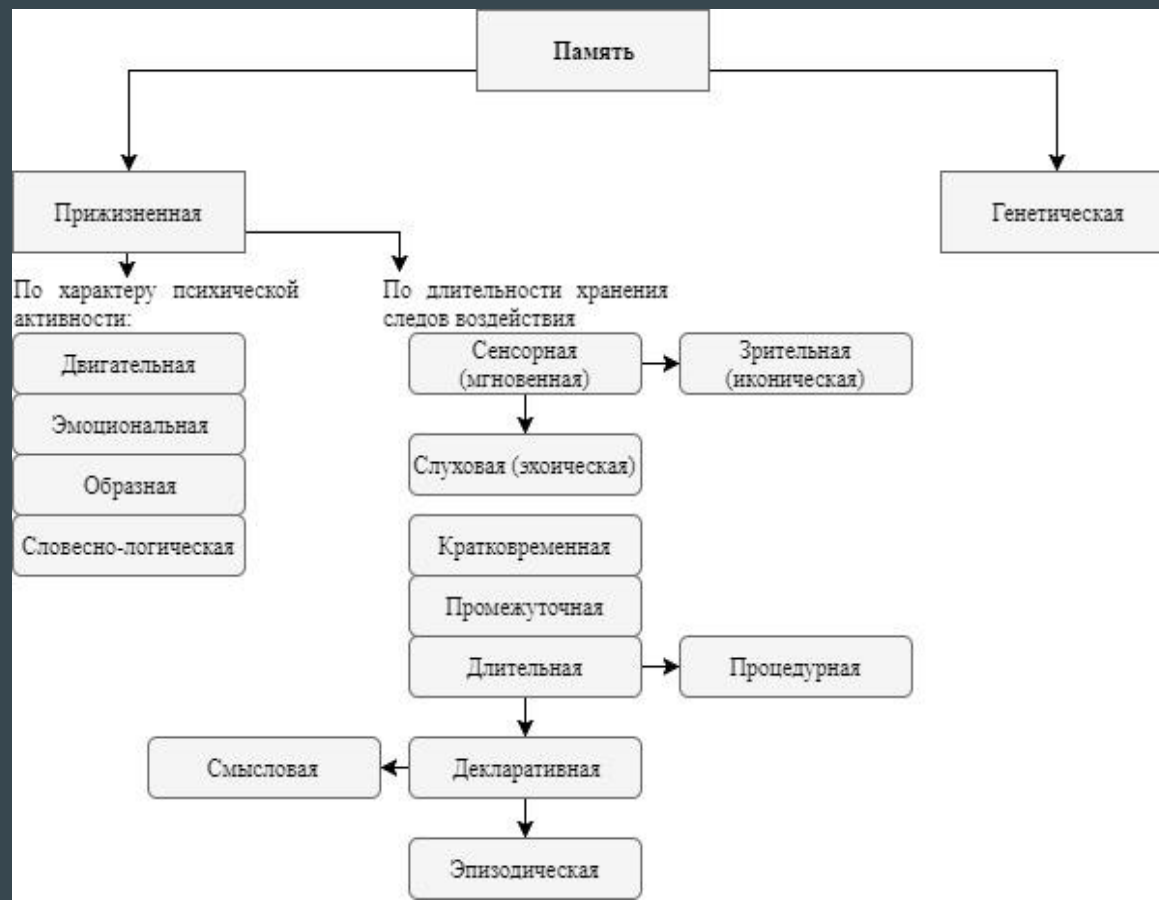 Память
Прижизненная
Генетическая
По характеру психической
активности:
Двигательная
Эмоциональная
Образная
Словесно-логическая
По длительности хранения
следов воздействия
Сенсорная
(мгновенная)
Зрительная
(иконическая)
Слуховая (эхоическая)
Кратковременная
Промежуточная
Длительная
Процедурная
Смысловая
Декларативная
Эпизодическая